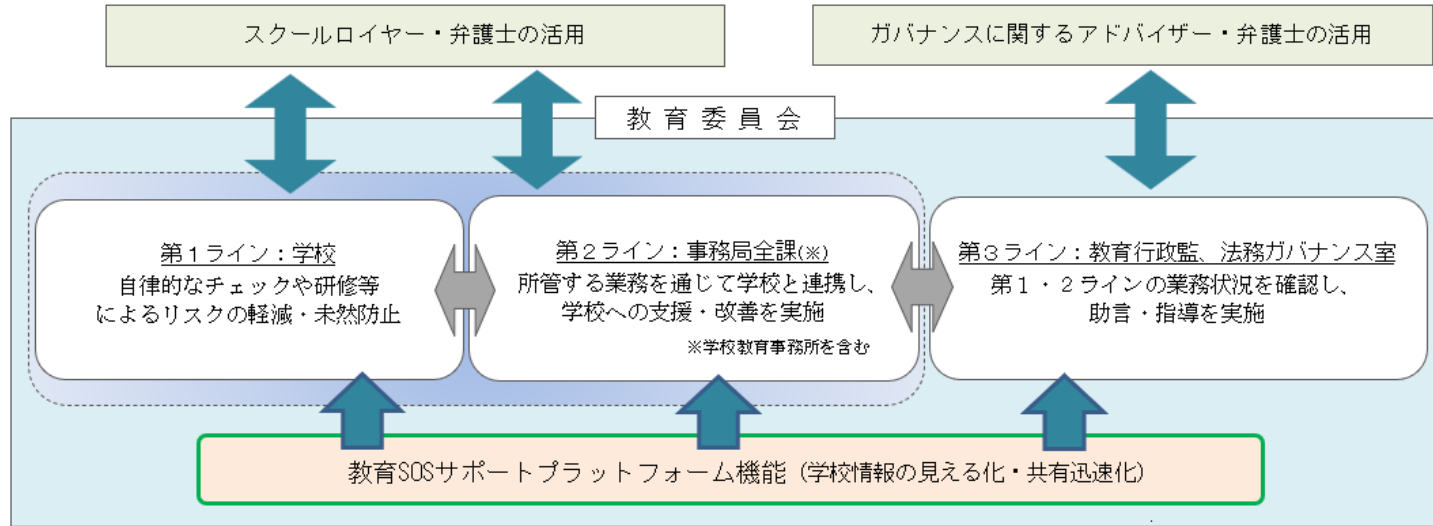 スクールロイヤー・弁護士の活用
ガバナンスに関するアドバイザー・弁護士の活用
教育委員会
第１ライン：学校
自律的なチェックや研修等
によるリスクの軽減・未然防止
第２ライン：事務局全課(※)
所管する業務を通じて学校と連携し、
学校への支援・改善を実施
※学校教育事務所を含む
第３ライン：教育行政監、法務ガバナンス室
第１・２ラインの業務状況を確認し、
助言・指導を実施
教育SOSサポートプラットフォーム機能（学校情報の見える化・共有迅速化）